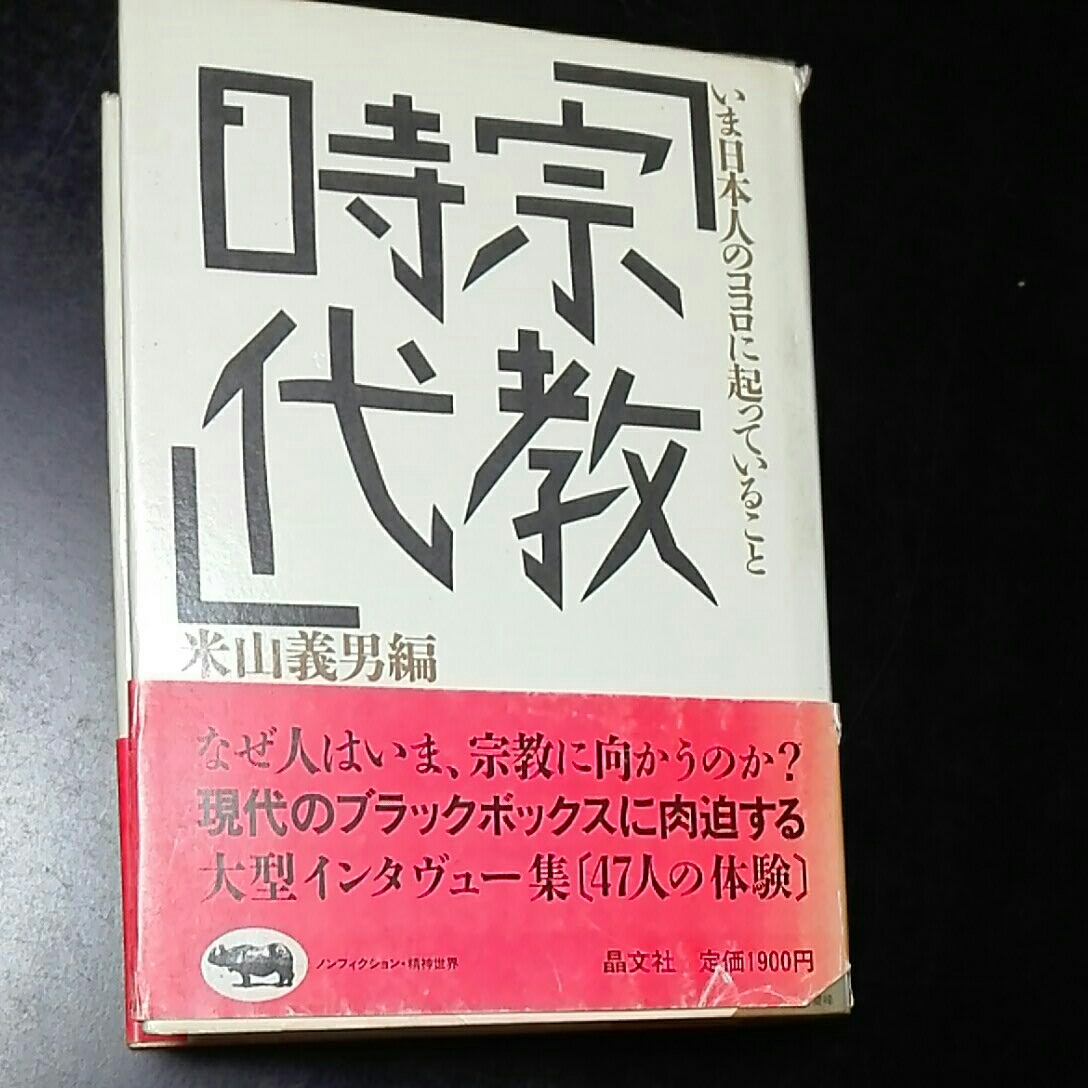 いま日本人のココロに起っていること
「宗教
時代」
米山義男編
なぜ人はいま、宗教に向かうのか?
現代のブラックボックスに肉迫する
大型インタヴュー集〔47人の体験〕
ノンフィクション・精神世界
晶文社 定価1900円